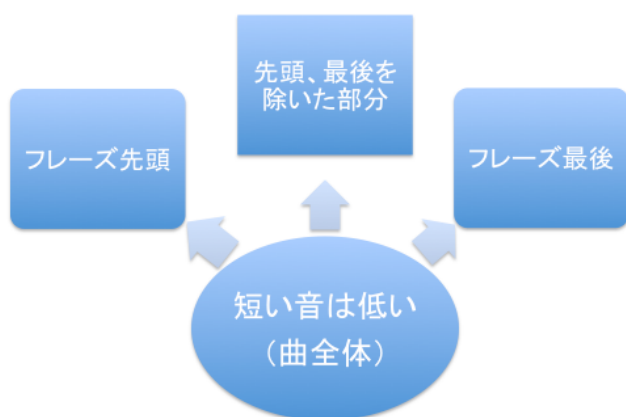 先頭、最後を
除いた部分
フレーズ先頭
フレーズ最後
短い音は低い
（曲全体）